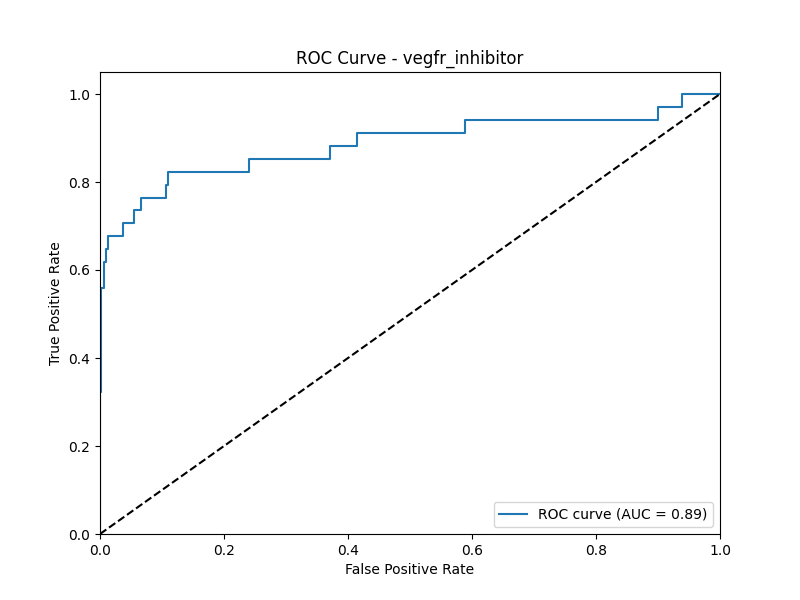 ROC Curve - vegfr_inhibitor
True Positive Rate
1.0
0.8
0.6
0.4
0.2
0.0
0.0 0.2 0.4 0.6 0.8 1.0
False Positive Rate
ROC curve (AUC = 0.89)